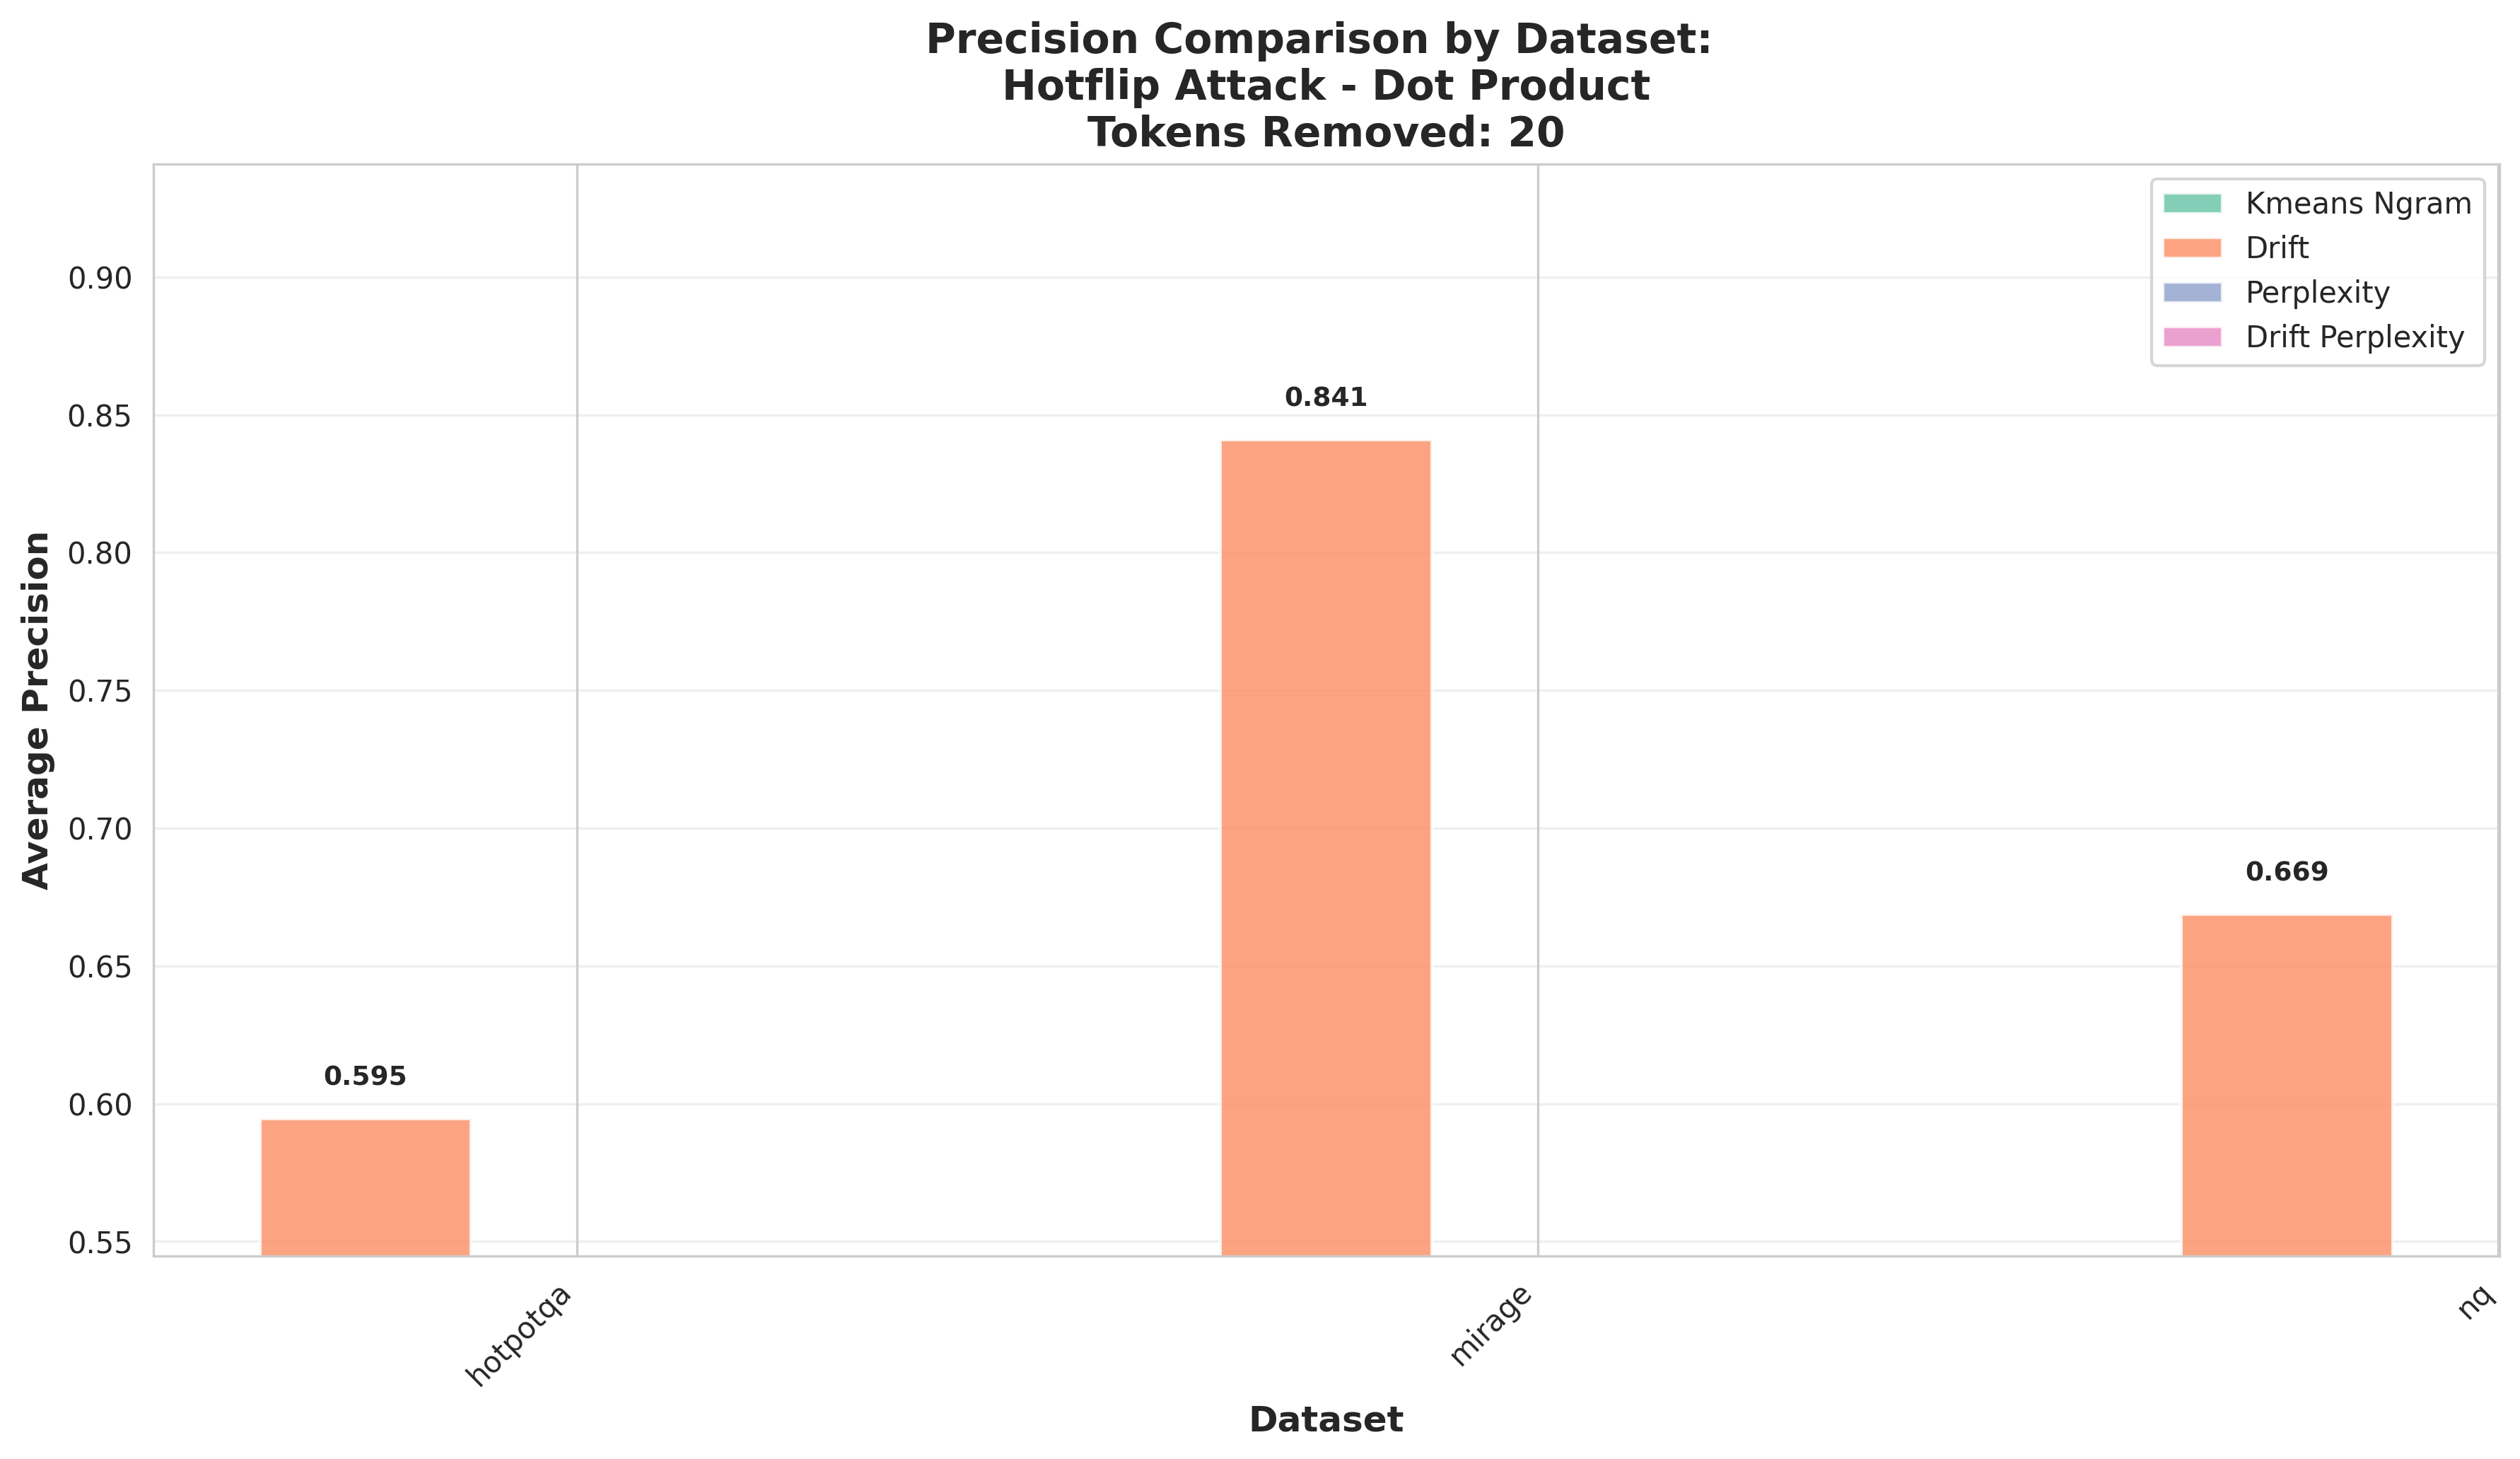 Precision Comparison by Dataset:
Hotflip Attack - Dot Product
Tokens Removed: 20
Kmeans Ngram
Drift
Perplexity
Drift Perplexity
Average Precision
0.90
0.85
0.80
0.75
0.70
0.65
0.60
0.55
0.595
0.841
0.669
hotpotqa
mirage
nq
Dataset